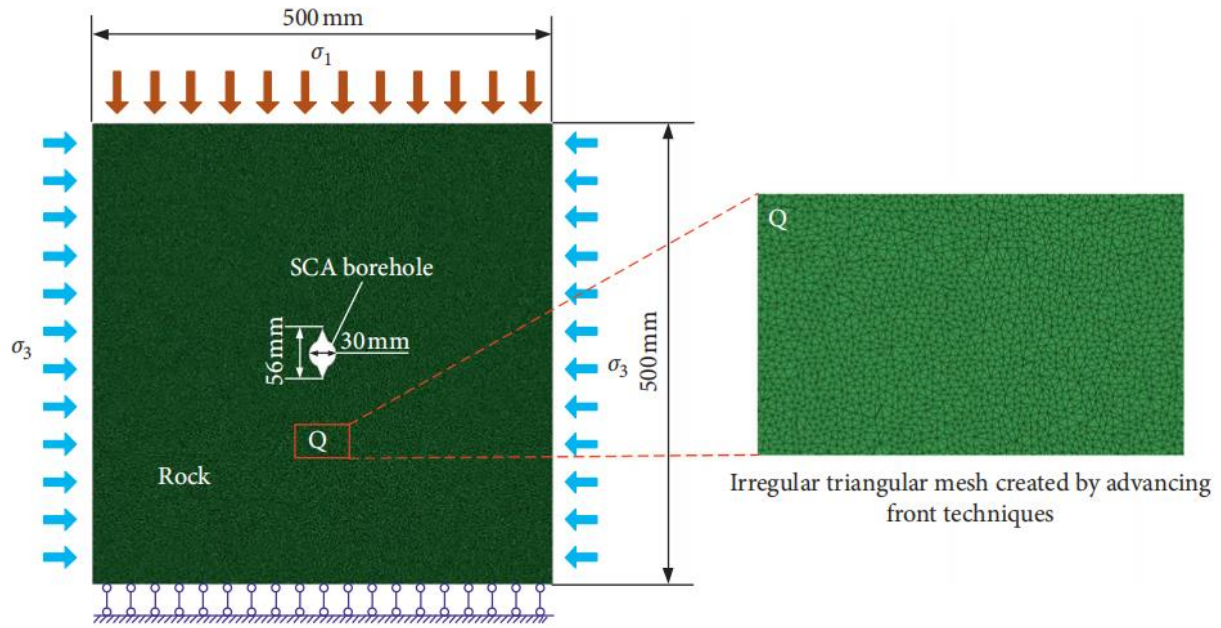 500 mm
σ1
SCA borehole
56 mm
30 mm
σ3
σ3
500 mm
Q
Rock
Q
Irregular triangular mesh created by advancing
front techniques